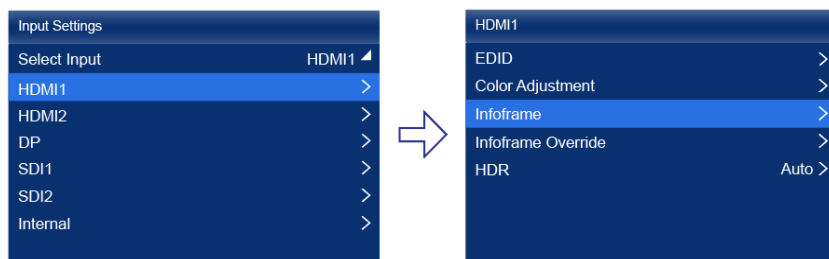 Input Settings
Select Input HDMI1
HDMI1
HDMI2
DP
SDI1
SDI2
Internal
HDMI1
EDID
Color Adjustment
Infoframe
Infoframe Override
HDR Auto